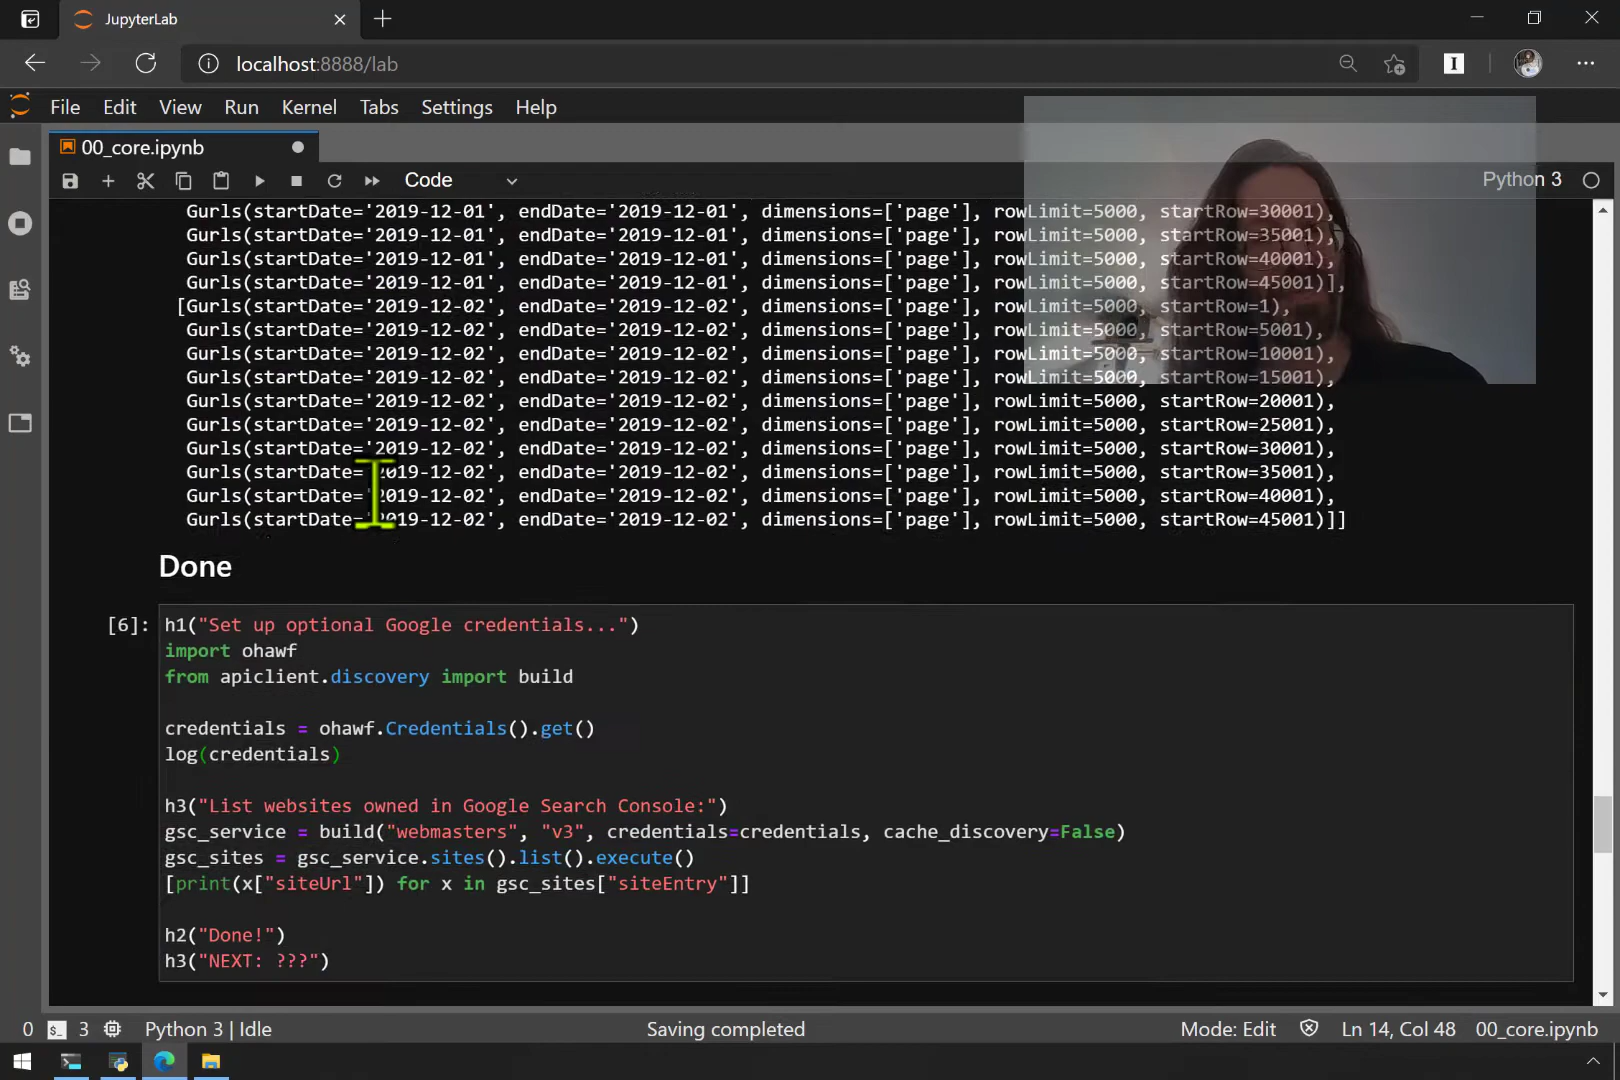 JupyterLab
localhost:8888/lab
File Edit View Run Kernel Tabs Settings Help
00_core.ipynb
Code
Python 3
Gurls(startDate='2019-12-01', endDate='2019-12-01', dimensions=['page'], rowLimit=5000, startRow=30001),
Gurls(startDate='2019-12-01', endDate='2019-12-01', dimensions=['page'], rowLimit=5000, startRow=35001),
Gurls(startDate='2019-12-01', endDate='2019-12-01', dimensions=['page'], rowLimit=5000, startRow=40001),
Gurls(startDate='2019-12-01', endDate='2019-12-01', dimensions=['page'], rowLimit=5000, startRow=45001)],
[Gurls(startDate='2019-12-02', endDate='2019-12-02', dimensions=['page'], rowLimit=5000, startRow=1),
Gurls(startDate='2019-12-02', endDate='2019-12-02', dimensions=['page'], rowLimit=5000, startRow=5001),
Gurls(startDate='2019-12-02', endDate='2019-12-02', dimensions=['page'], rowLimit=5000, startRow=10001),
Gurls(startDate='2019-12-02', endDate='2019-12-02', dimensions=['page'], rowLimit=5000, startRow=15001),
Gurls(startDate='2019-12-02', endDate='2019-12-02', dimensions=['page'], rowLimit=5000, startRow=20001),
Gurls(startDate='2019-12-02', endDate='2019-12-02', dimensions=['page'], rowLimit=5000, startRow=25001),
Gurls(startDate='2019-12-02', endDate='2019-12-02', dimensions=['page'], rowLimit=5000, startRow=30001),
Gurls(startDate='2019-12-02', endDate='2019-12-02', dimensions=['page'], rowLimit=5000, startRow=35001),
Gurls(startDate='2019-12-02', endDate='2019-12-02', dimensions=['page'], rowLimit=5000, startRow=40001),
Gurls(startDate='2019-12-02', endDate='2019-12-02', dimensions=['page'], rowLimit=5000, startRow=45001)]]
Done
[6]:
h1("Set up optional Google credentials...")
import ohawf
from apiclient.discovery import build
credentials = ohawf.Credentials().get()
log(credentials)
h3("List websites owned in Google Search Console:")
gsc_service = build("webmasters", "v3", credentials=credentials, cache_discovery=False)
gsc_sites = gsc_service.sites().list().execute()
[print(x["siteUrl"]) for x in gsc_sites["siteEntry"]]
h2("Done!")
h3("NEXT: ???")
0 $_ 3 Python 3 | Idle Saving completed Mode: Edit Ln 14, Col 48 00_core.ipynb